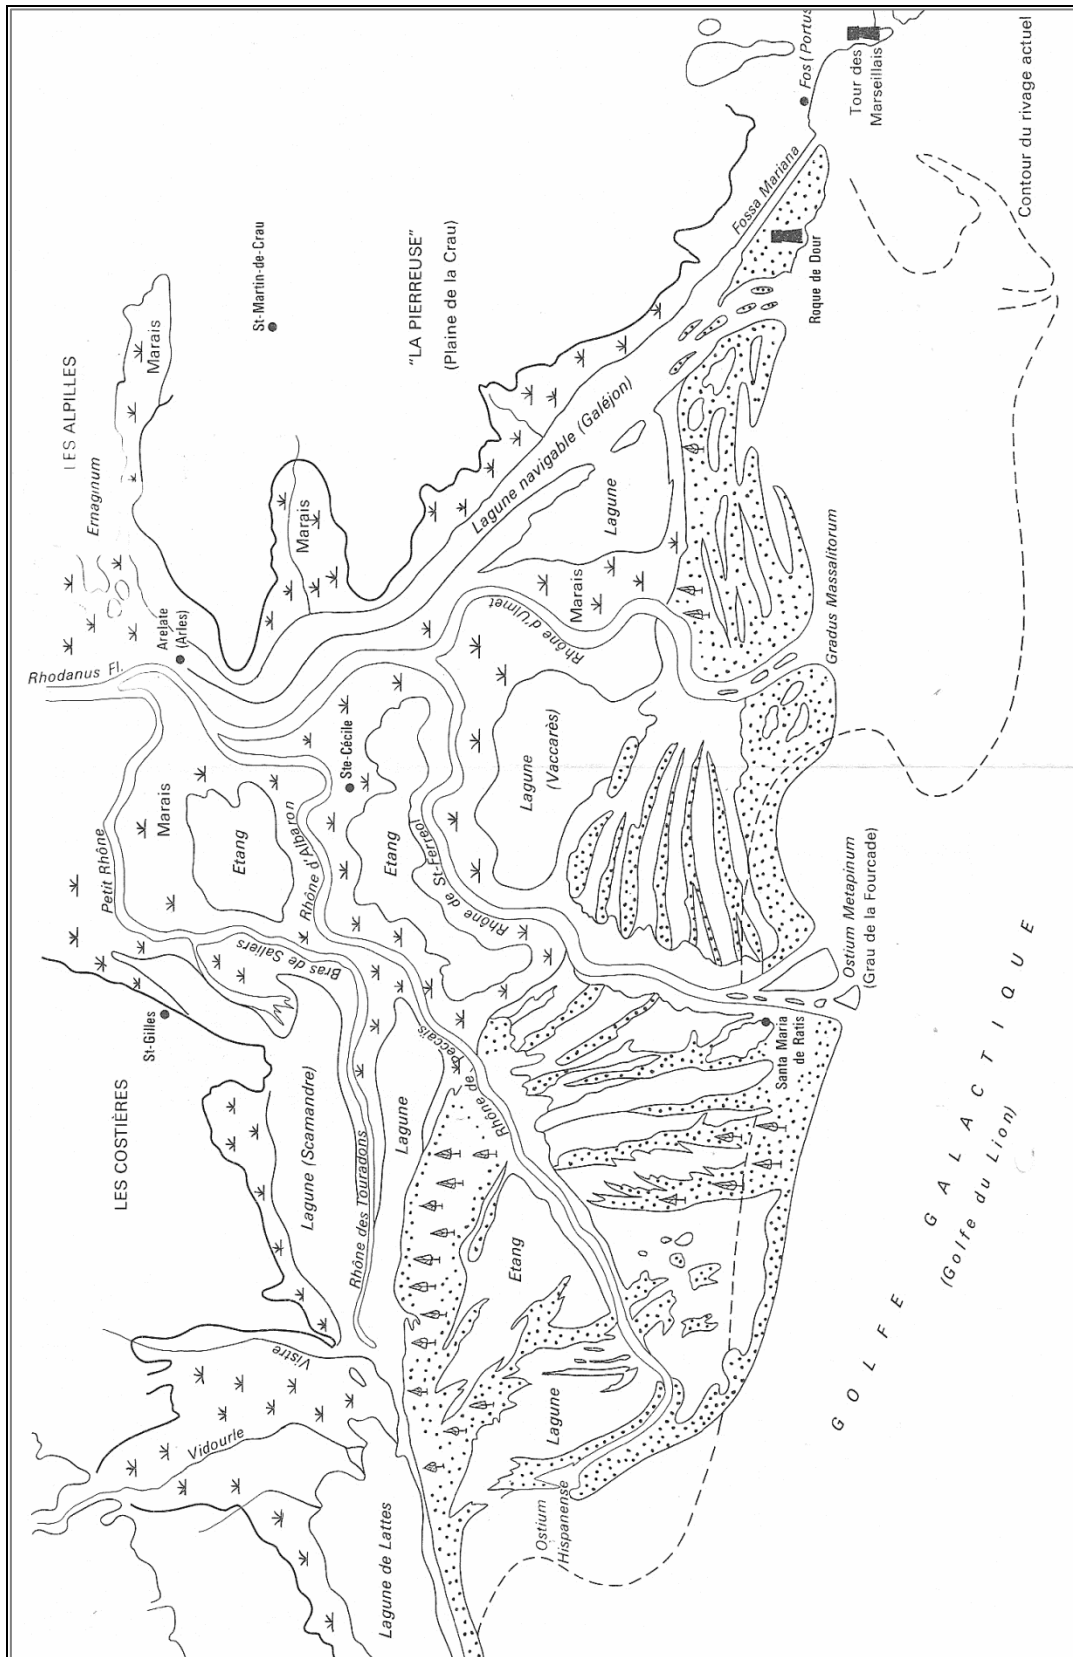 LES COSTIÈRES
St-Gilles
Petit Rhône
Rhodanus Fl.
Arelate
(Arles)
Ernaginum
LES ALPILLES
Marais
St-Martin-de-Crau
Marais
"LA PIERREUSE"
(Plaine de la Crau)
Marais
Etang
Bras de Saliers
Rhône d'Albaron
Ste-Cécile
Vistre
Vidourle
Lagune (Scamandre)
Rhône des Touradons
Lagune
Etang
Rhône de St-Ferréol
Lagune de Lattes
Rhône de Peccaïs
Etang
Lagune
Ostium
Hispanense
Lagune
(Vaccarès)
Rhône d'Ulmet
Marais
Lagune
Lagune navigable (Galéjon)
Fossa Mariana
Fos (Portus
Tour des
Marseillais
Roque de Dour
Gradus Massalitorum
Santa Maria
de Ratis
Ostium Metapinum
(Grau de la Fourcade)
GOLFE GALACTIQUE
(Golfe du Lion)
Contour du rivage actuel